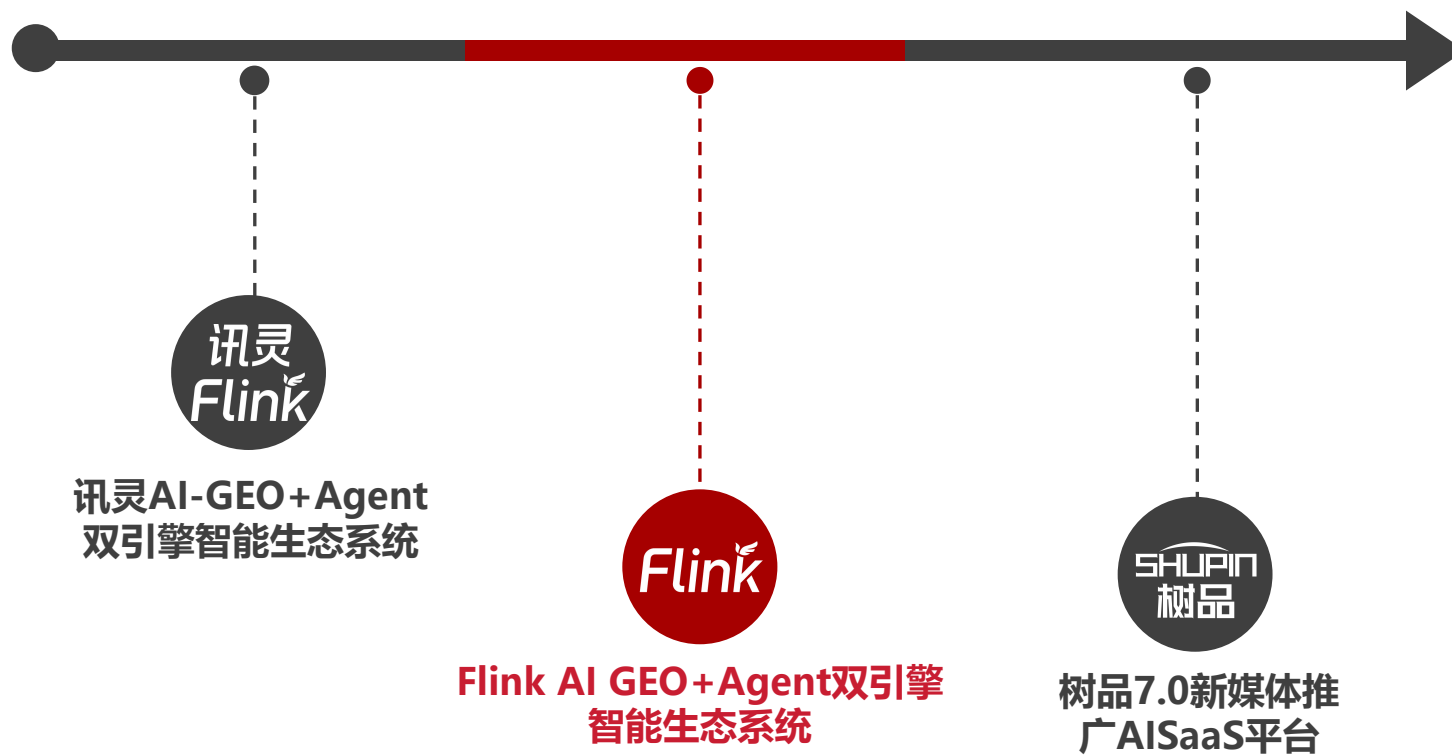 讯灵
Flink
讯灵AI-GEO+Agent
双引擎智能生态系统
Flink
Flink AI GEO+Agent双引擎
智能生态系统
SHUPIN
树品
树品7.0新媒体推
广AISaaS平台